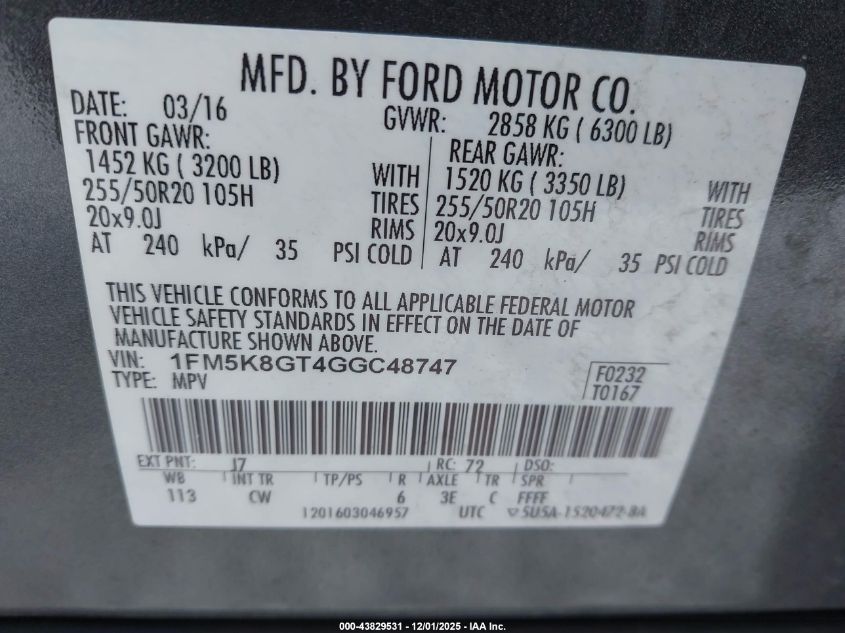 MFD. BY FORD MOTOR CO.
DATE: 03/16 GVWR: 2858 KG ( 6300 LB)
FRONT GAWR: REAR GAWR:
1452 KG ( 3200 LB) WITH 1520 KG ( 3350 LB) WITH
255/50R20 105H TIRES 255/50R20 105H TIRES
20x9.0J RIMS 20x9.0J RIMS
AT 240 kPa/ 35 PSI COLD AT 240 kPa/ 35 PSI COLD
THIS VEHICLE CONFORMS TO ALL APPLICABLE FEDERAL MOTOR
VEHICLE SAFETY STANDARDS IN EFFECT ON THE DATE OF
MANUFACTURE SHOWN ABOVE.
VIN: 1FM5K8GT4GGC48747 F0232
TYPE: MPV T0167
EXT PNT: J7 RC: 72 DSO:
WB INT TR TP/PS R AXLE TR SPR
113 CW 6 3E C FFFF
1201603046957 UTC 5U5A-1520472-BA
000-43829531 - 12/01/2025 - IAA Inc.